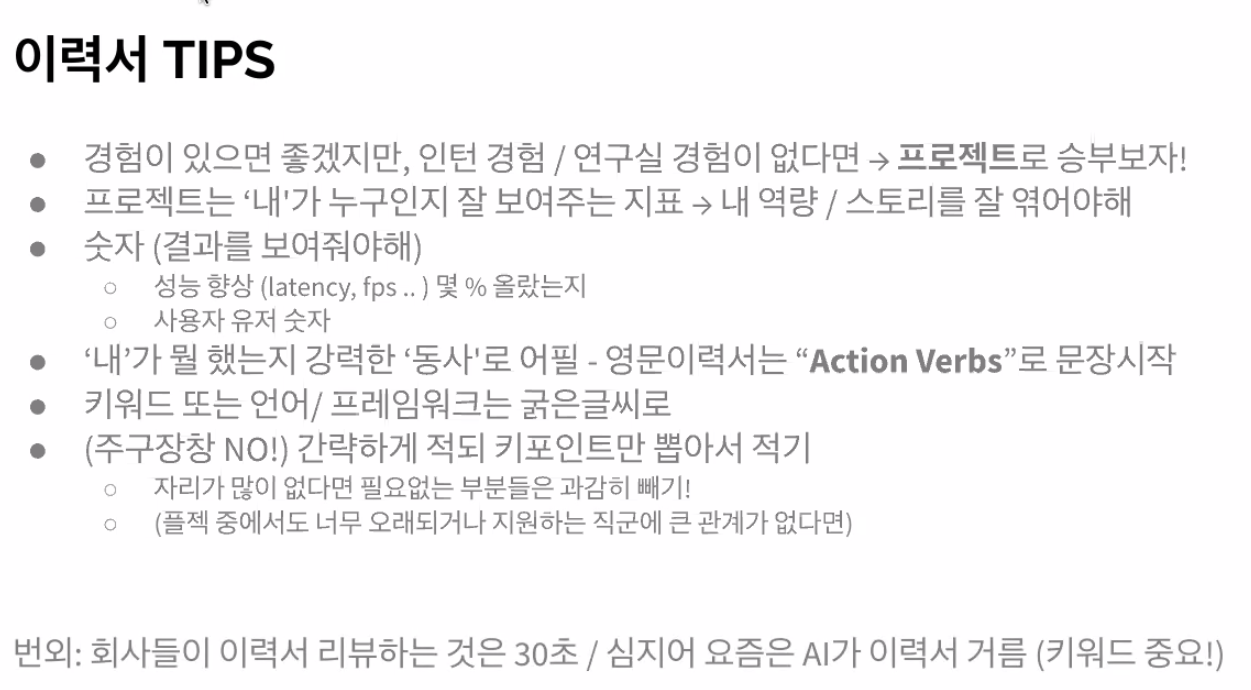 이력서 TIPS
● 경험이 있으면 좋겠지만, 인턴 경험 / 연구실 경험이 없다면 → 프로젝트로 승부보자!
● 프로젝트는 ‘내'가 누구인지 잘 보여주는 지표 → 내 역량 / 스토리를 잘 엮어야해
● 숫자 (결과를 보여줘야해)
○ 성능 향상 (latency, fps .. ) 몇 % 올랐는지
○ 사용자 유저 숫자
● ‘내’가 뭘 했는지 강력한 ‘동사'로 어필 - 영문이력서는 “Action Verbs”로 문장시작
● 키워드 또는 언어/ 프레임워크는 굵은글씨로
● (주구장창 NO!) 간략하게 적되 키포인트만 뽑아서 적기
○ 자리가 많이 없다면 필요없는 부분들은 과감히 빼기!
○ (플젝 중에서도 너무 오래되거나 지원하는 직군에 큰 관계가 없다면)
번외: 회사들이 이력서 리뷰하는 것은 30초 / 심지어 요즘은 AI가 이력서 거름 (키워드 중요!)